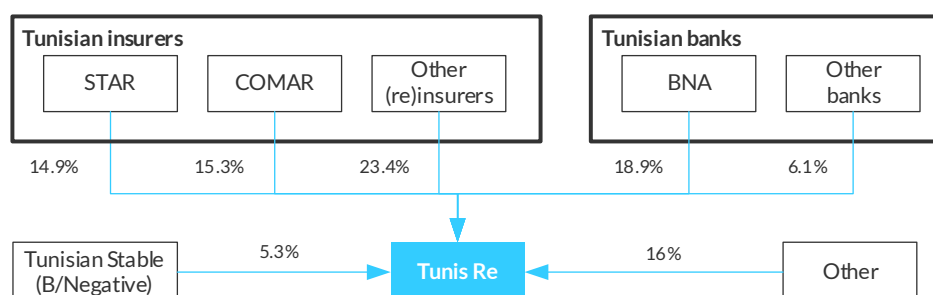 Tunisian insurers
Tunisian banks
STAR
COMAR
Other
(re)insurers
BNA
Other
banks
14.9%
15.3%
23.4%
18.9%
6.1%
Tunisian Stable
(B/Negative)
5.3%
Tunis Re
16%
Other